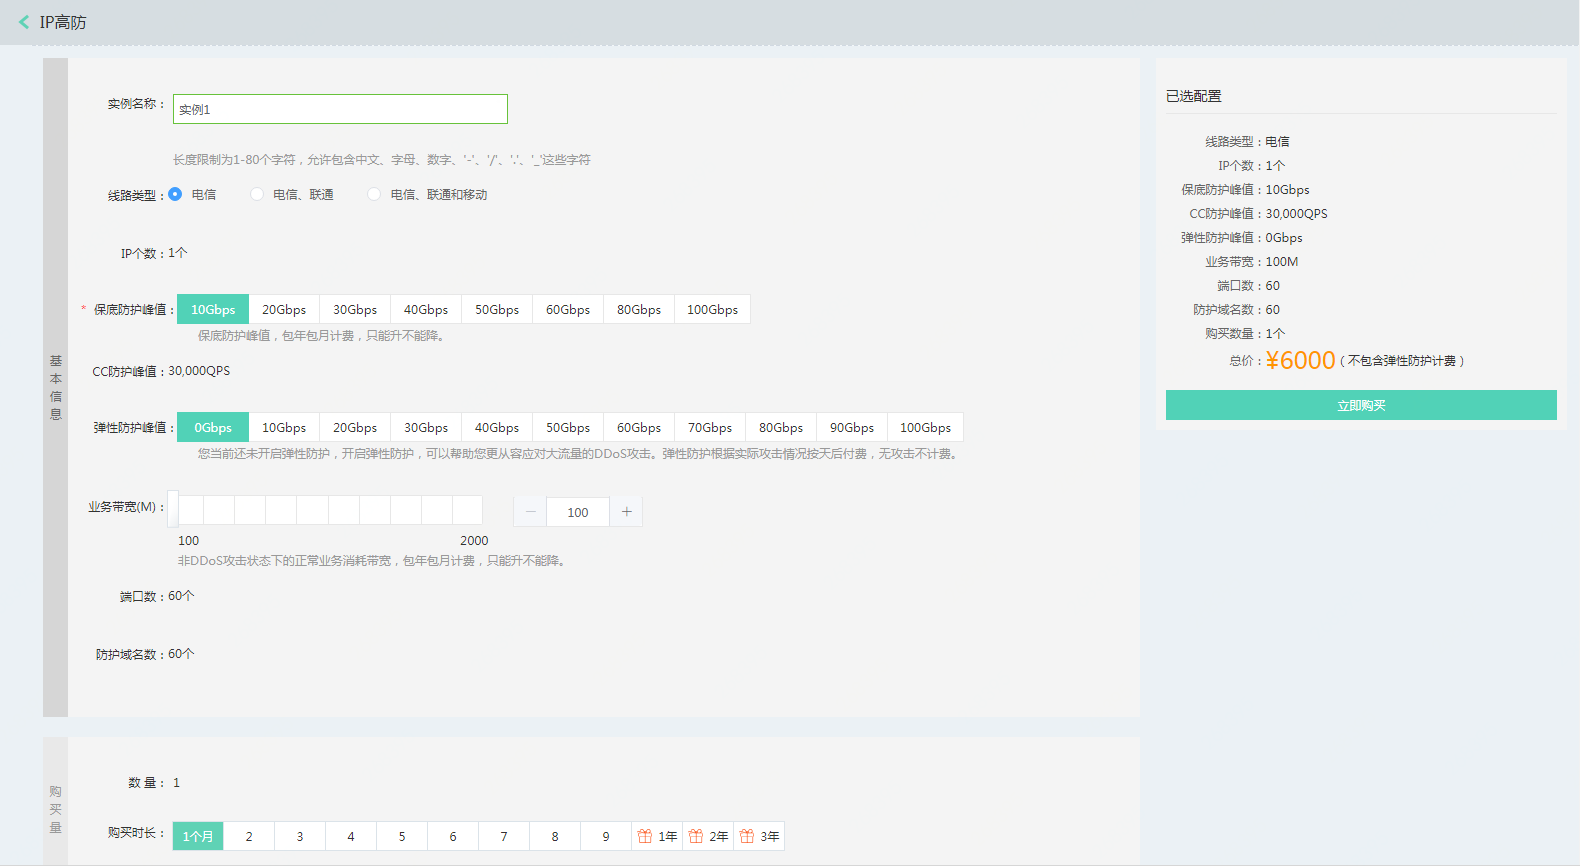 IP高防
基本信息
实例名称：
实例1
长度限制为1-80个字符，允许包含中文、字母、数字、'-'、'/'、'.'、'_'这些字符
线路类型： 电信 电信、联通 电信、联通和移动
IP个数：1个
* 保底防护峰值： 10Gbps 20Gbps 30Gbps 40Gbps 50Gbps 60Gbps 80Gbps 100Gbps
保底防护峰值，包年包月计费，只能升不能降。
CC防护峰值：30,000QPS
弹性防护峰值： 0Gbps 10Gbps 20Gbps 30Gbps 40Gbps 50Gbps 60Gbps 70Gbps 80Gbps 90Gbps 100Gbps
您当前还未开启弹性防护，开启弹性防护，可以帮助您更从容应对大流量的DDoS攻击。弹性防护根据实际攻击情况按天后付费，无攻击不计费。
业务带宽(M)： － 100 +
100 2000
非DDoS攻击状态下的正常业务消耗带宽，包年包月计费，只能升不能降。
端口数：60个
防护域名数：60个
购买量
数 量： 1
购买时长： 1个月 2 3 4 5 6 7 8 9 1年 2年 3年
已选配置
线路类型：电信
IP个数：1个
保底防护峰值：10Gbps
CC防护峰值：30,000QPS
弹性防护峰值：0Gbps
业务带宽：100M
端口数：60
防护域名数：60
购买数量：1个
总价：¥6000（不包含弹性防护计费）
立即购买